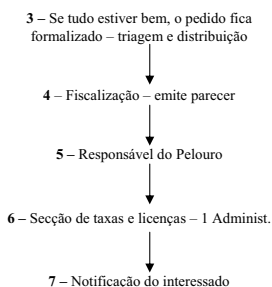 3 – Se tudo estiver bem, o pedido fica
formalizado – triagem e distribuição
4 – Fiscalização – emite parecer
5 – Responsável do Pelouro
6 – Secção de taxas e licenças – 1 Administ.
7 – Notificação do interessado